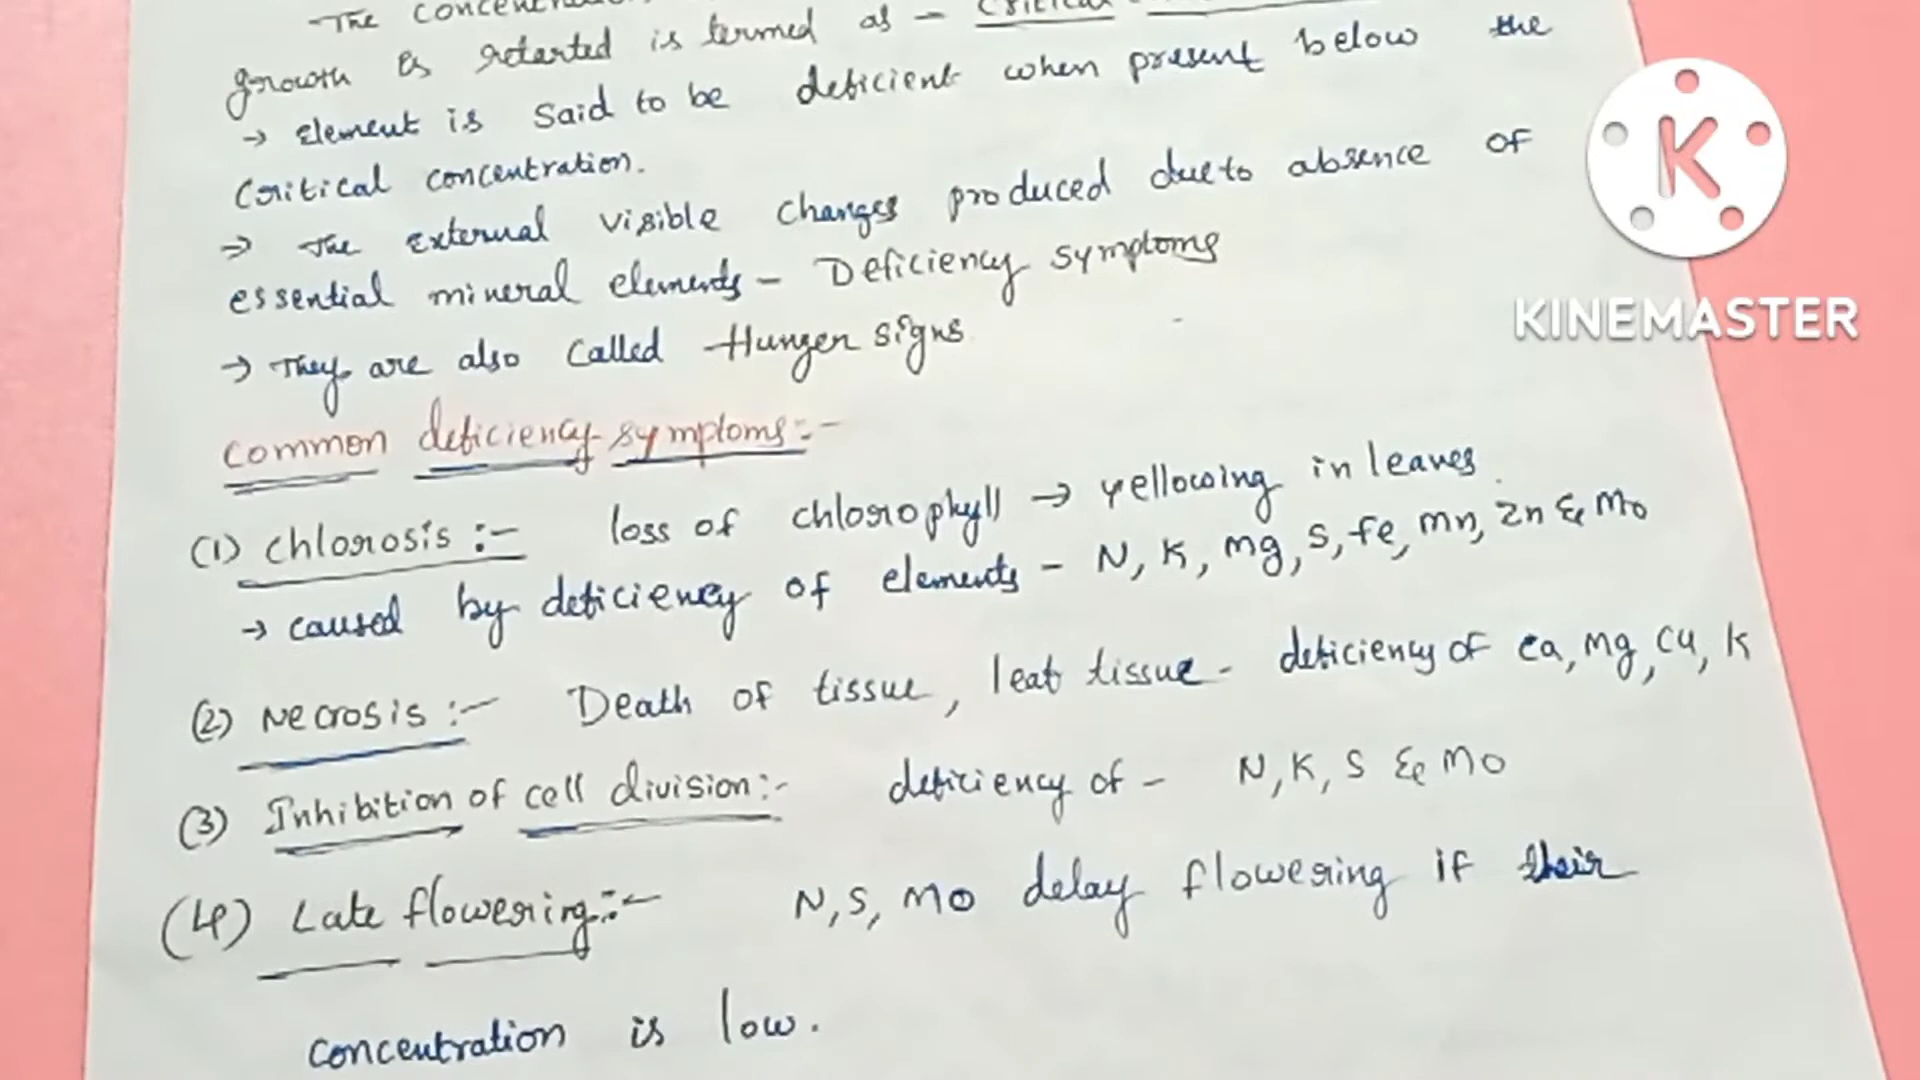 The
growth is retarted is termed as - Critical
→ Element is said to be deficient when present below the
Critical concentration.
→ The external visible changes produced due to absence of
essential mineral elements - Deficiency symptoms
→ They are also called Hunger signs
Common deficiency symptoms:-
(1) Chlorosis :- loss of chlorophyll → yellowing in leaves
→ caused by deficiency of elements - N, K, Mg, S, Fe, Mn, Zn & Mo
(2) Necrosis :- Death of tissue, leaf tissue - deficiency of Ca, Mg, Cu, K
(3) Inhibition of cell division:- deficiency of - N, K, S & Mo
(4) Late flowering:- N, S, Mo delay flowering if their
concentration is low.
K
KINEMASTER